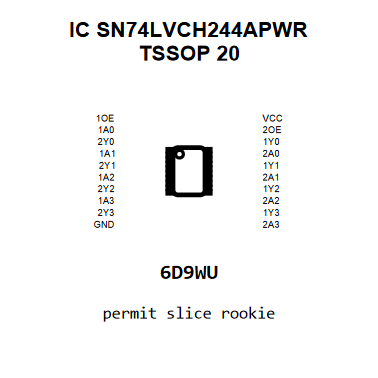 IC SN74LVCH244APWR
TSSOP 20
1OE VCC
1A0 2OE
2Y0 1Y0
1A1 2A0
2Y1 1Y1
1A2 2A1
2Y2 1Y2
1A3 2A2
2Y3 1Y3
GND 2A3
6D9WU
permit slice rookie